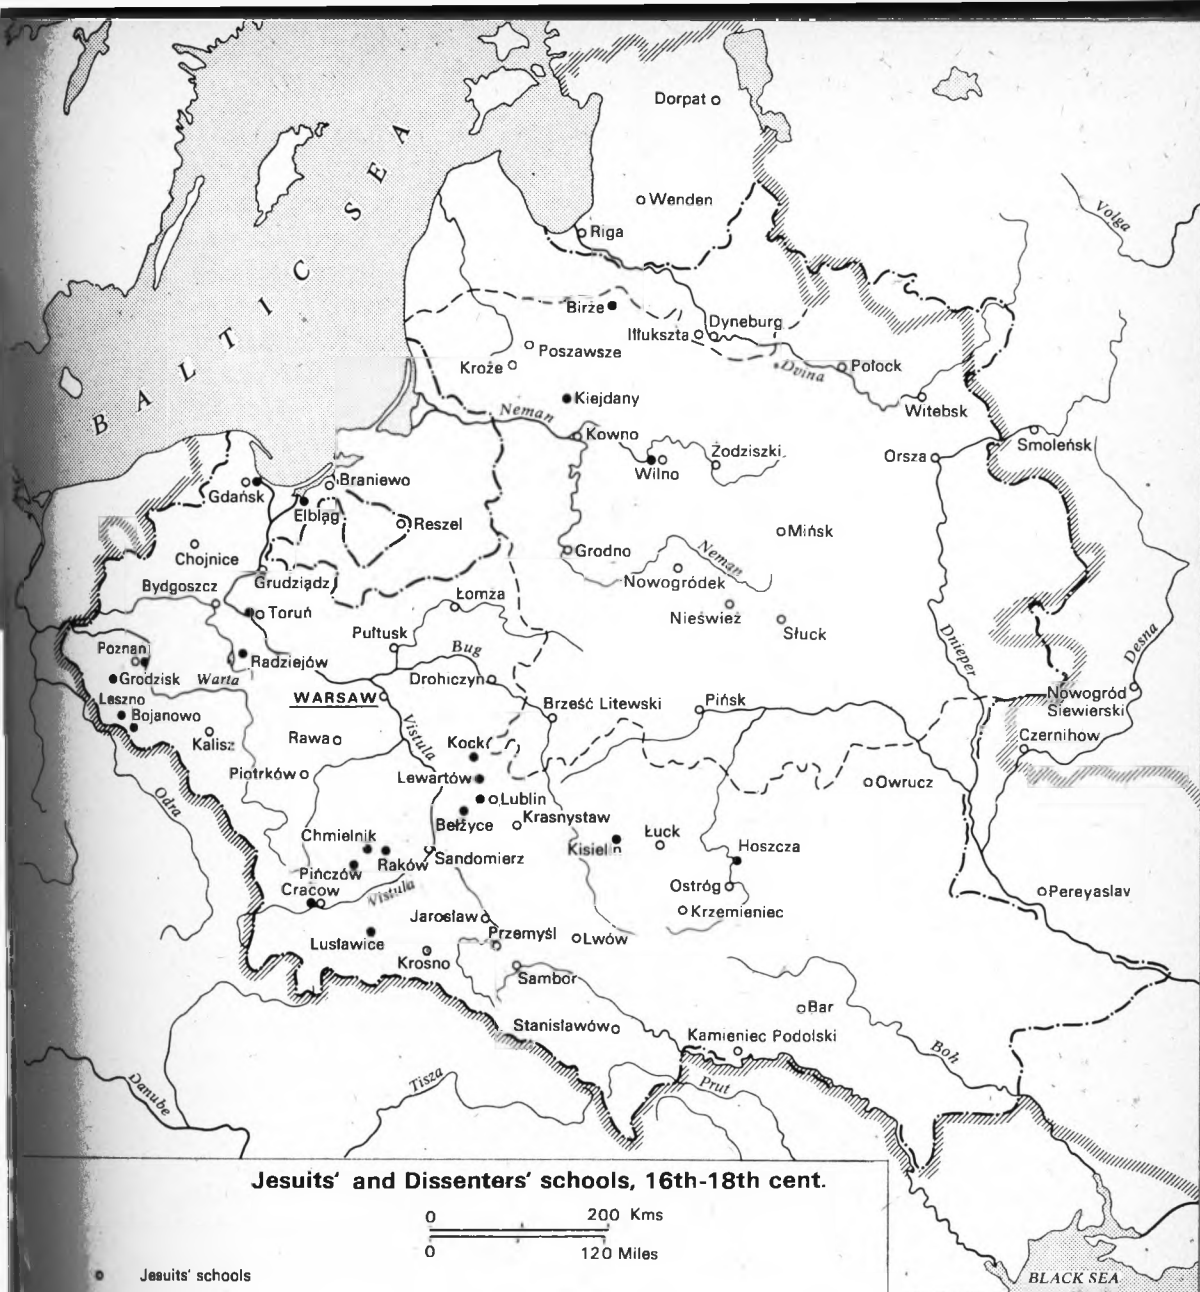 Dorpat
Volga
BALTIC SEA
Wenden
Riga
Birże
Iłłukszta
Dyneburg
Poszawsze
Kroże
Dvina
Połock
Kiejdany
Neman
Witebsk
Kowno
Smoleńsk
Żodziszki
Orsza
Wilno
Gdańsk
Braniewo
Elbląg
Reszel
Mińsk
Chojnice
Grodno
Neman
Nowogródek
Bydgoszcz
Grudziądz
Łomża
Toruń
Nieśwież
Słuck
Pułtusk
Bug
Dnieper
Desna
Poznan
Radziejów
Grodzisk
Warta
Drohiczyn
WARSAW
Leszno
Bojanowo
Brześć Litewski
Pińsk
Nowogród
Siewierski
Kalisz
Rawa
Vistula
Kock
Czernihow
Piotrków
Lewartów
Owrucz
Odra
Lublin
Bełżyce
Krasnystaw
Chmielnik
Łuck
Kisielin
Hoszcza
Pińczów
Raków
Sandomierz
Cracow
Vistula
Ostróg
Pereyaslav
Krzemieniec
Jarosław
Lusławice
Przemyśl
Lwów
Krosno
Sambor
Bar
Stanisławów
Kamieniec Podolski
Boh
Tisza
Prut
Danube
Jesuits' and Dissenters' schools, 16th-18th cent.
0 200 Kms
0 120 Miles
Jesuits' schools
BLACK SEA